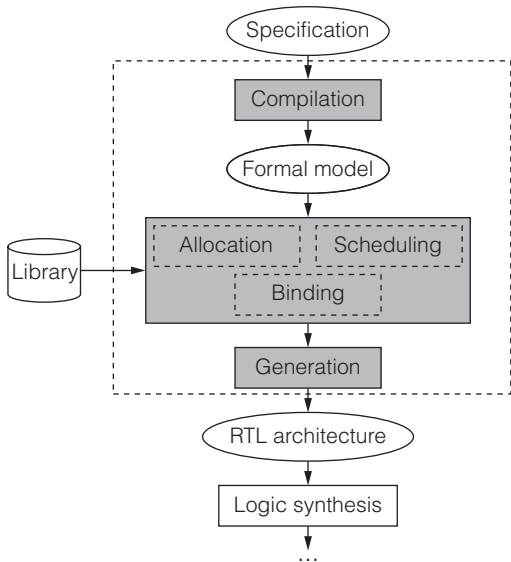 Specification
Compilation
Formal model
Allocation
Scheduling
Library
Binding
Generation
RTL architecture
Logic synthesis
...